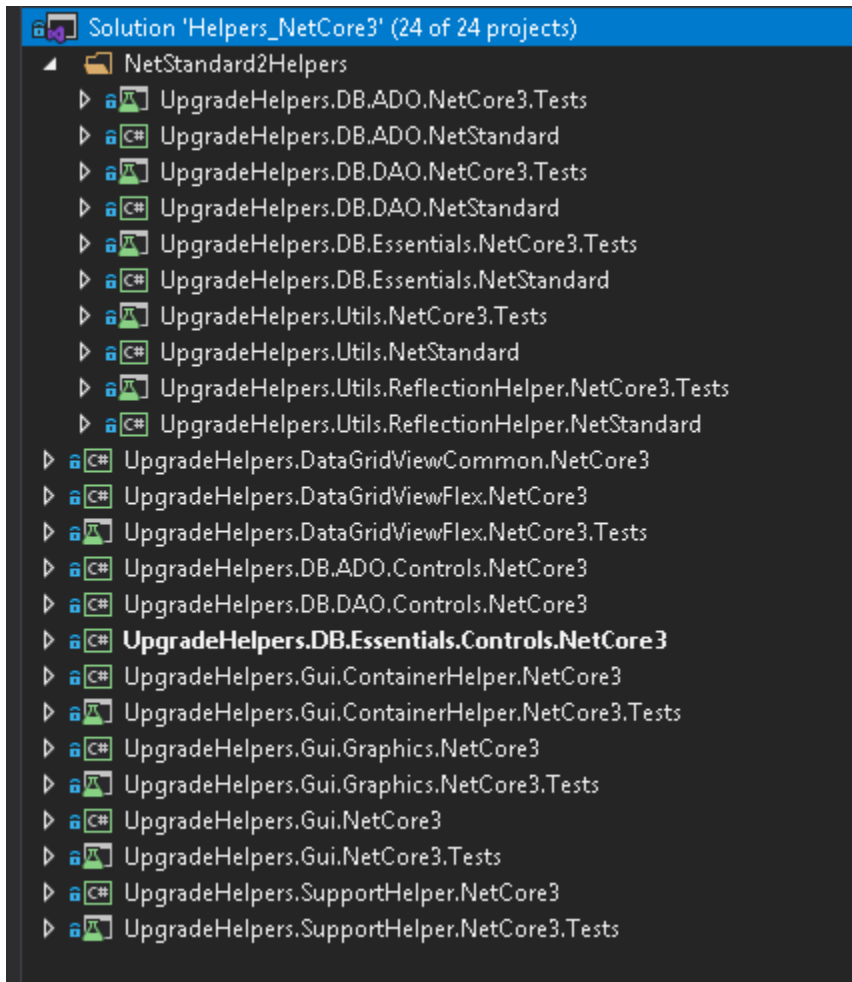 Solution 'Helpers_NetCore3' (24 of 24 projects)
NetStandard2Helpers
UpgradeHelpers.DB.ADO.NetCore3.Tests
C# UpgradeHelpers.DB.ADO.NetStandard
UpgradeHelpers.DB.DAO.NetCore3.Tests
C# UpgradeHelpers.DB.DAO.NetStandard
UpgradeHelpers.DB.Essentials.NetCore3.Tests
C# UpgradeHelpers.DB.Essentials.NetStandard
UpgradeHelpers.Utils.NetCore3.Tests
C# UpgradeHelpers.Utils.NetStandard
UpgradeHelpers.Utils.ReflectionHelper.NetCore3.Tests
C# UpgradeHelpers.Utils.ReflectionHelper.NetStandard
C# UpgradeHelpers.DataGridViewCommon.NetCore3
C# UpgradeHelpers.DataGridViewFlex.NetCore3
UpgradeHelpers.DataGridViewFlex.NetCore3.Tests
C# UpgradeHelpers.DB.ADO.Controls.NetCore3
C# UpgradeHelpers.DB.DAO.Controls.NetCore3
C# UpgradeHelpers.DB.Essentials.Controls.NetCore3
C# UpgradeHelpers.Gui.ContainerHelper.NetCore3
UpgradeHelpers.Gui.ContainerHelper.NetCore3.Tests
C# UpgradeHelpers.Gui.Graphics.NetCore3
UpgradeHelpers.Gui.Graphics.NetCore3.Tests
C# UpgradeHelpers.Gui.NetCore3
UpgradeHelpers.Gui.NetCore3.Tests
C# UpgradeHelpers.SupportHelper.NetCore3
UpgradeHelpers.SupportHelper.NetCore3.Tests